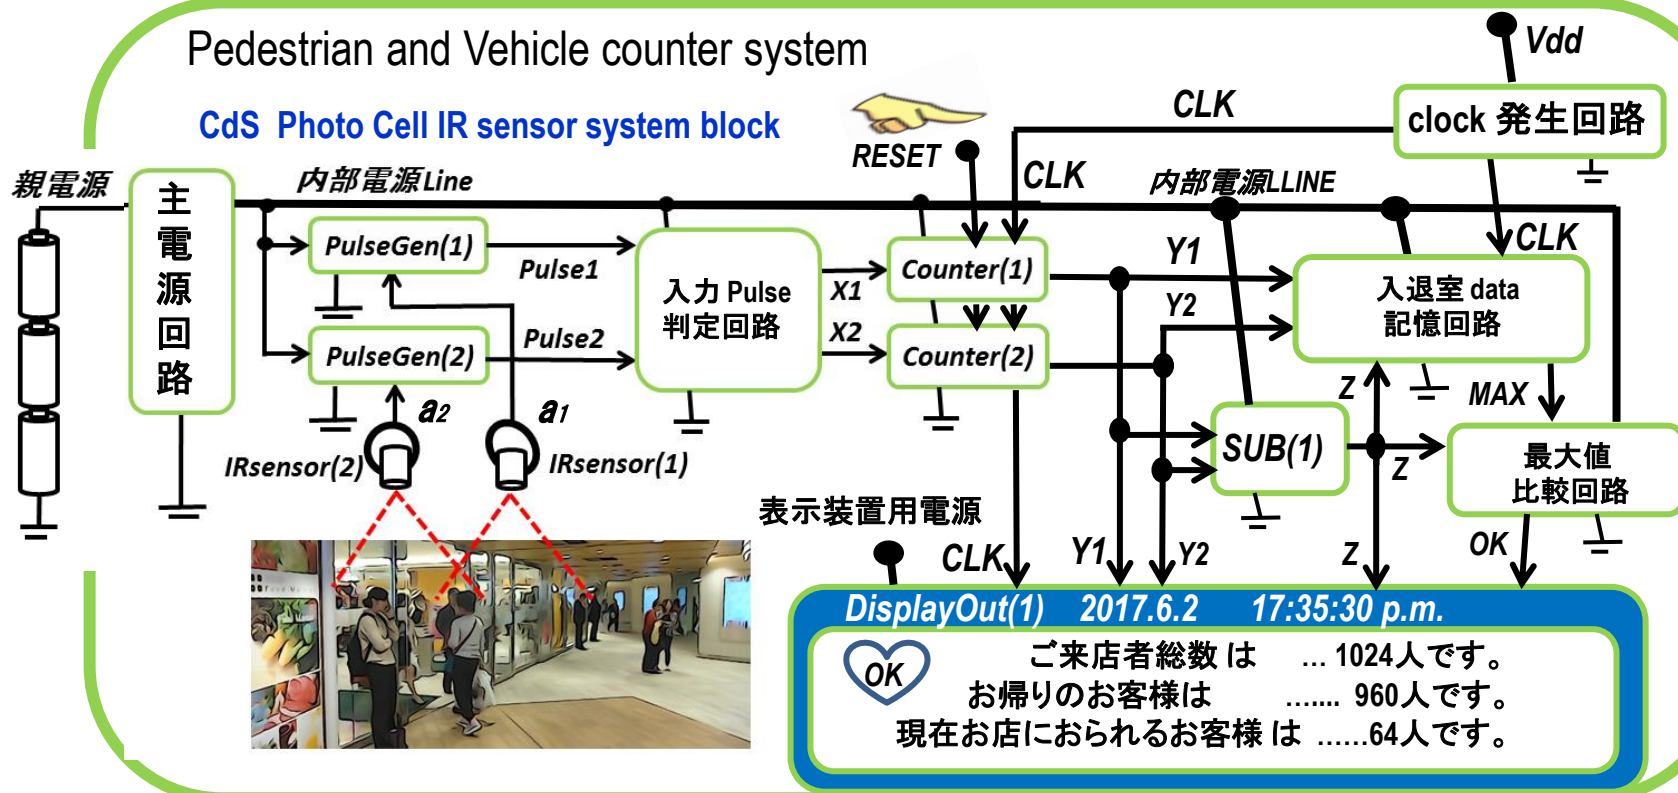 Pedestrian and Vehicle counter system
Vdd
CdS Photo Cell IR sensor system block
CLK
clock 発生回路
RESET
親電源
主電源回路
内部電源Line
CLK
内部電源LLINE
CLK
PulseGen(1)
Pulse1
入力 Pulse
判定回路
X1
Counter(1)
Y1
入退室 data
記憶回路
Y2
PulseGen(2)
Pulse2
X2
Counter(2)
a2
a1
Z
MAX
IRsensor(2)
IRsensor(1)
SUB(1)
Z
最大値
比較回路
表示装置用電源
CLK
Y1
Y2
Z
OK
DisplayOut(1) 2017.6.2 17:35:30 p.m.
OK
ご来店者総数 は ... 1024人です。
お帰りのお客様は ...... 960人です。
現在お店におられるお客様 は ......64人です。